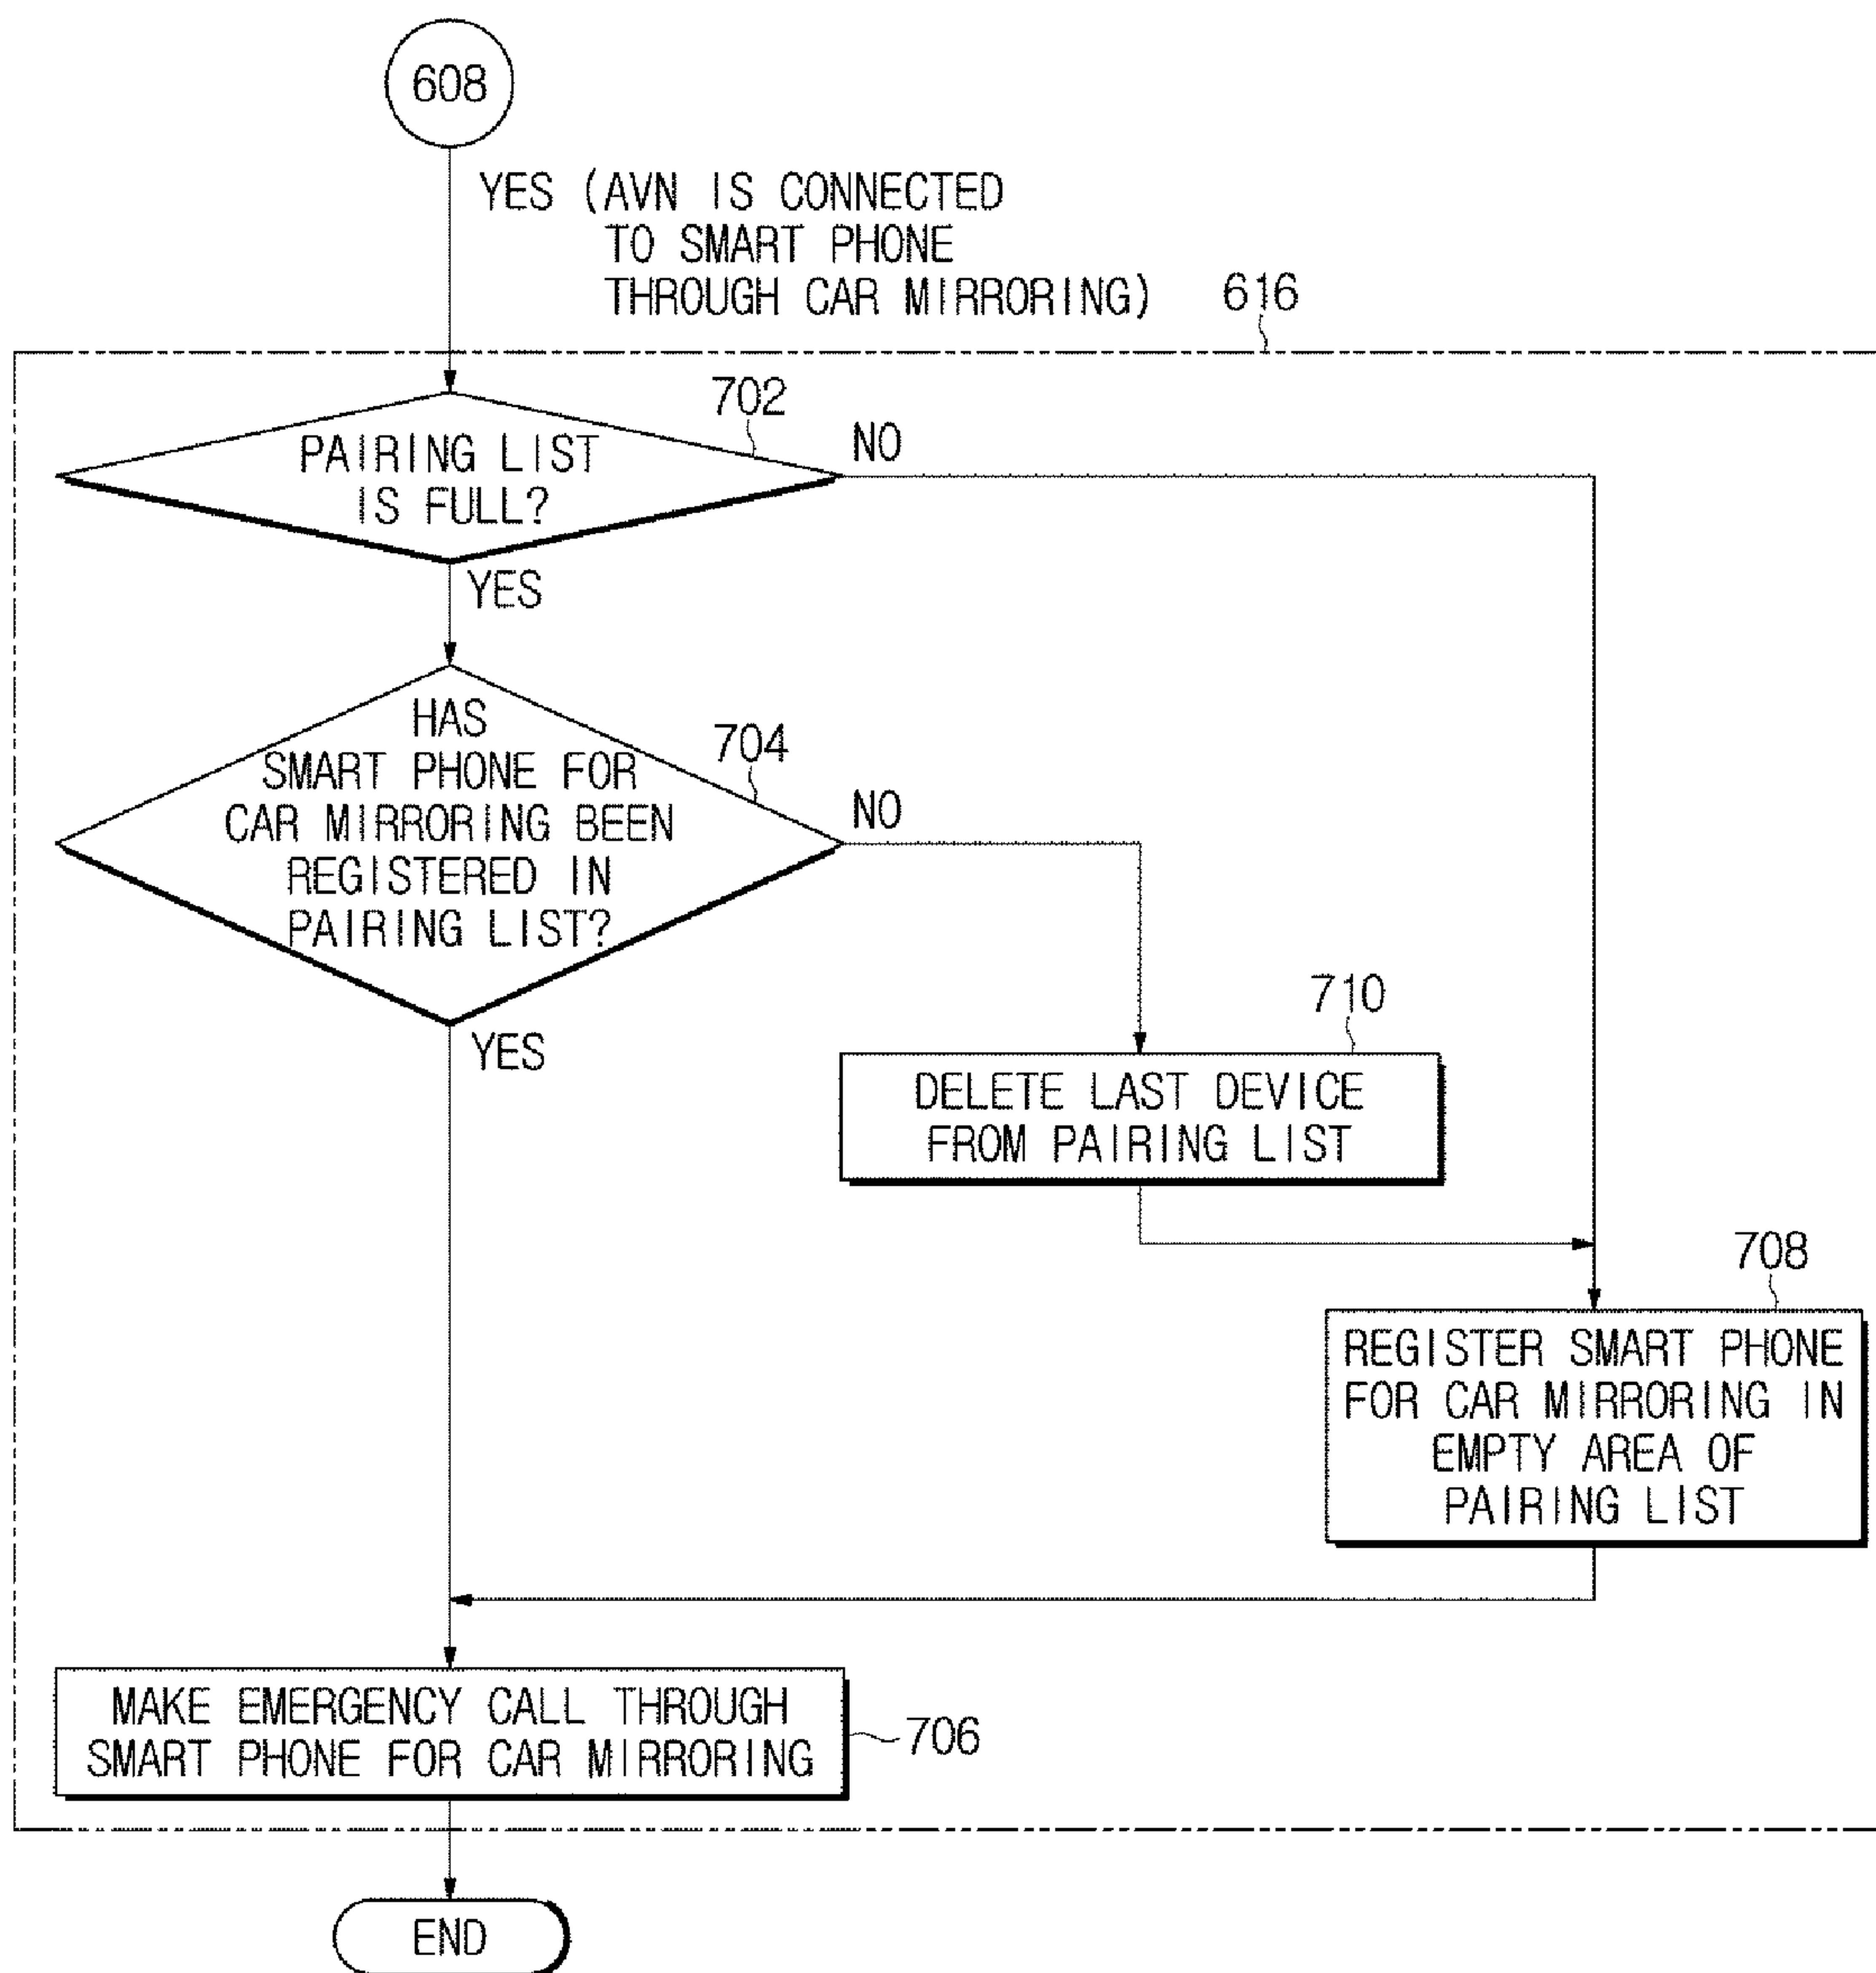 608
YES (AVN IS CONNECTED
TO SMART PHONE
THROUGH CAR MIRRORING)
616
702
PAIRING LIST
IS FULL?
NO
YES
HAS
SMART PHONE FOR
CAR MIRRORING BEEN
REGISTERED IN
PAIRING LIST?
704
NO
YES
710
DELETE LAST DEVICE
FROM PAIRING LIST
708
REGISTER SMART PHONE
FOR CAR MIRRORING IN
EMPTY AREA OF
PAIRING LIST
MAKE EMERGENCY CALL THROUGH
SMART PHONE FOR CAR MIRRORING
706
END